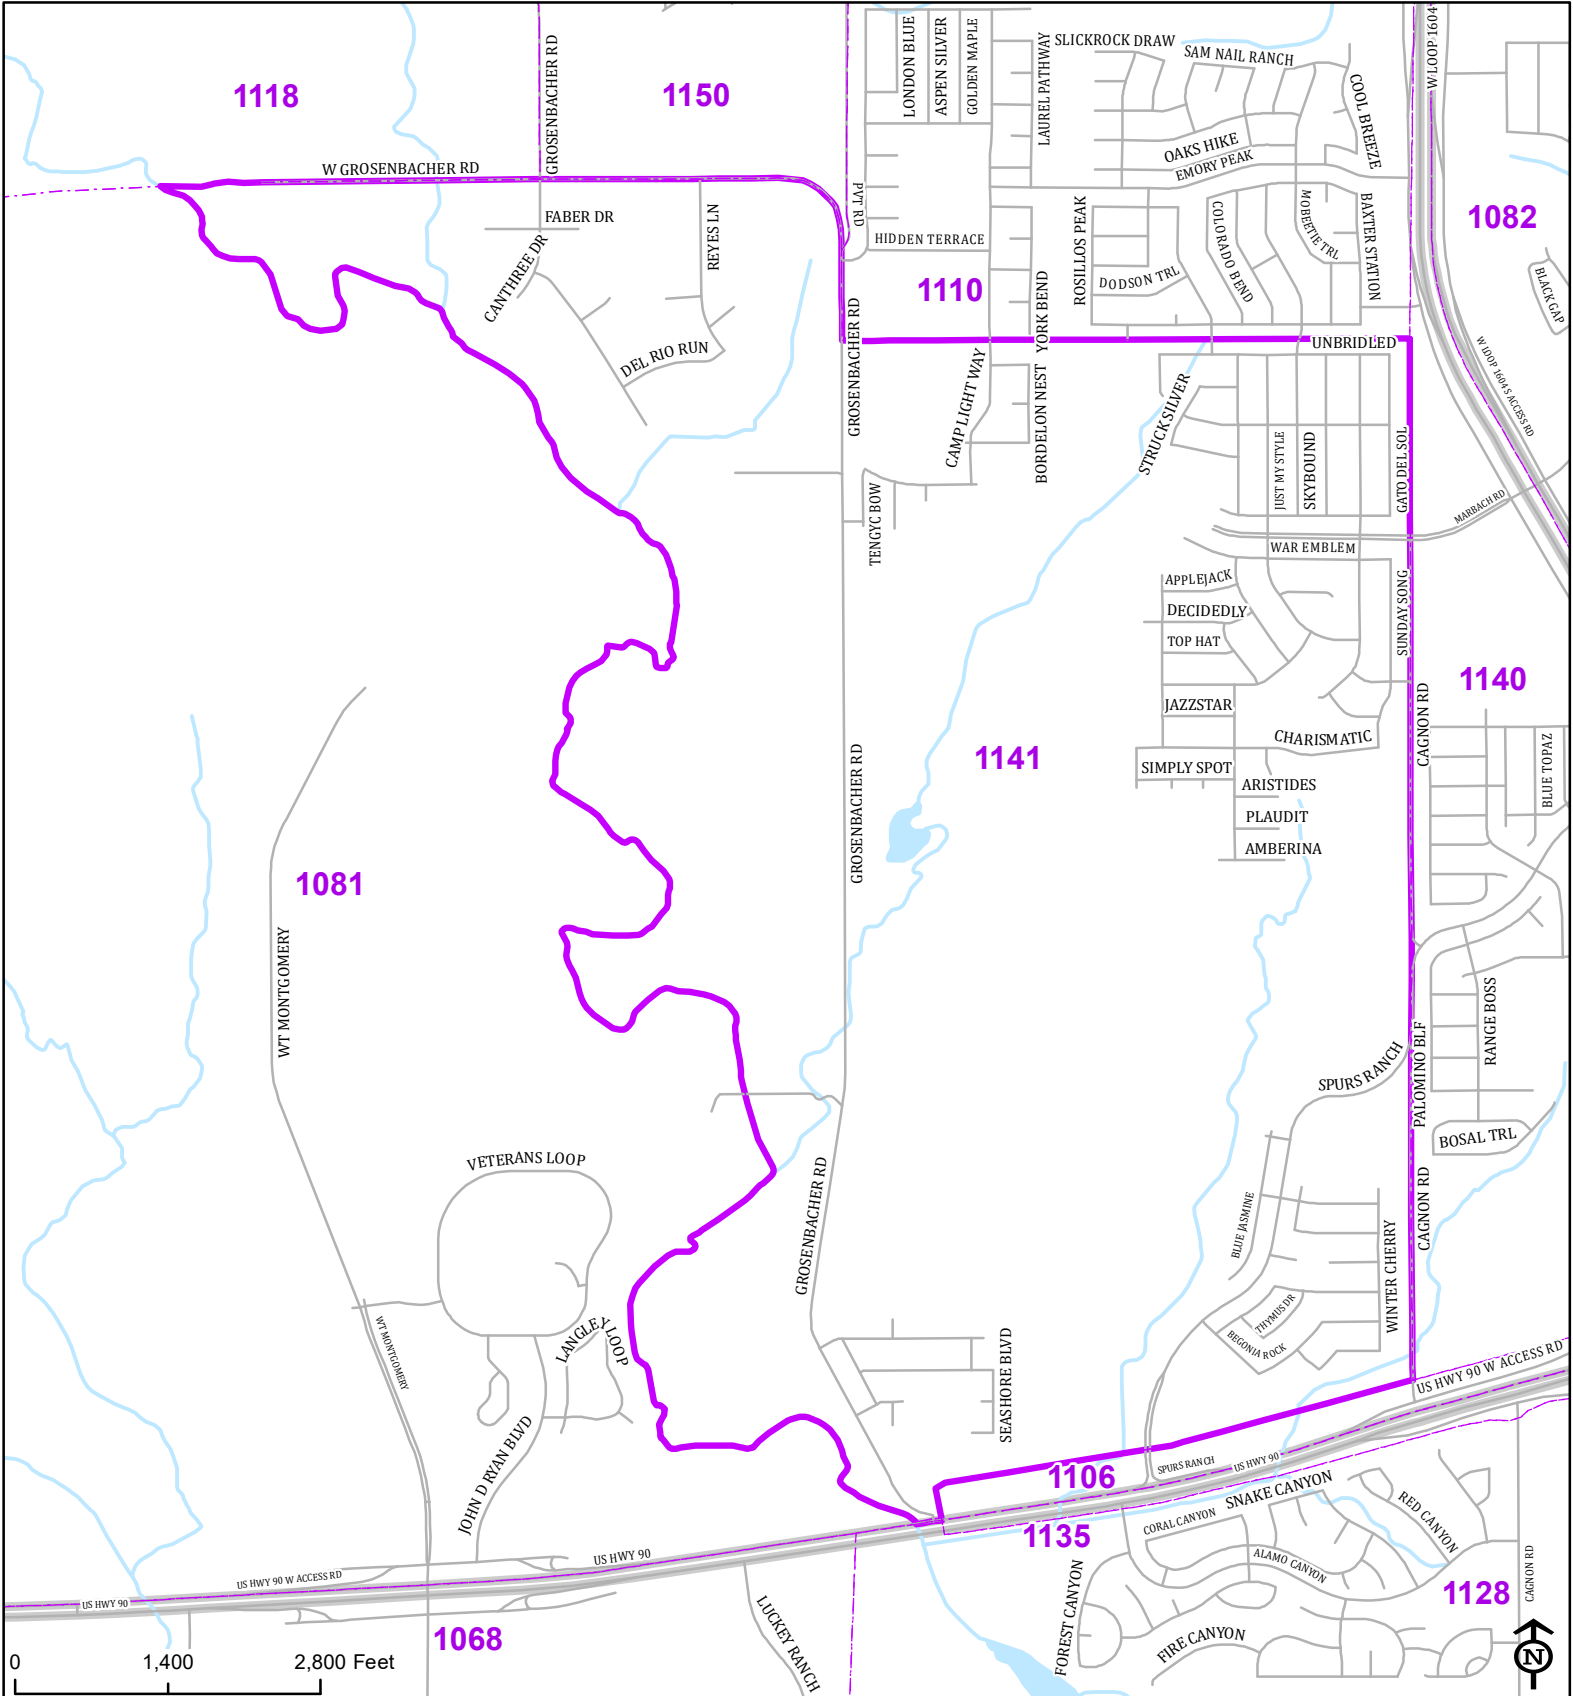 LONDON BLUE
ASPEN SILVER
GOLDEN MAPLE
LAUREL PATHWAY
SLICKROCK DRAW
SAM NAIL RANCH
COOL BREEZE
W LOOP 1604
1118
GROSENBACHER RD
1150
OAKS HIKE
EMORY PEAK
W GROSENBACHER RD
PVT RD
FABER DR
REYES LN
CANTHREE DR
HIDDEN TERRACE
ROSILLOS PEAK
COLORADO BEND
MOBEETIE TRL
BAXTER STATION
1082
BLACK GAP
DODSON TRL
1110
YORK BEND
GROSENBACHER RD
DEL RIO RUN
UNBRIDLED
W LOOP 1604 S ACCESS RD
CAMP LIGHT WAY
BORDELON NEST
STRUCK SILVER
JUST MY STYLE
SKYBOUND
GATO DEL SOL
MARBACH RD
TENGYC BOW
WAR EMBLEM
APPLEJACK
DECIDEDLY
TOP HAT
SUNDAY SONG
1140
JAZZSTAR
CHARISMATIC
CAGNON RD
1141
SIMPLY SPOT
ARISTIDES
PLAUDIT
AMBERINA
BLUE TOPAZ
GROSENBACHER RD
1081
WT MONTGOMERY
RANGE BOSS
SPURS RANCH
PALOMINO BLF
BOSAL TRL
VETERANS LOOP
GROSENBACHER RD
BLUE JASMINE
CAGNON RD
WINTER CHERRY
THYMUS DR
BEGONIA ROCK
WT MONTGOMERY
LANGLEY LOOP
SEASHORE BLVD
US HWY 90 W ACCESS RD
JOHN D RYAN BLVD
1106
SPURS RANCH
US HWY 90
SNAKE CANYON
RED CANYON
CORAL CANYON
1135
ALAMO CANYON
US HWY 90
US HWY 90 W ACCESS RD
US HWY 90
FOREST CANYON
1128
CAGNON RD
LUCKEY RANCH
FIRE CANYON
1068
0 1,400 2,800 Feet
N